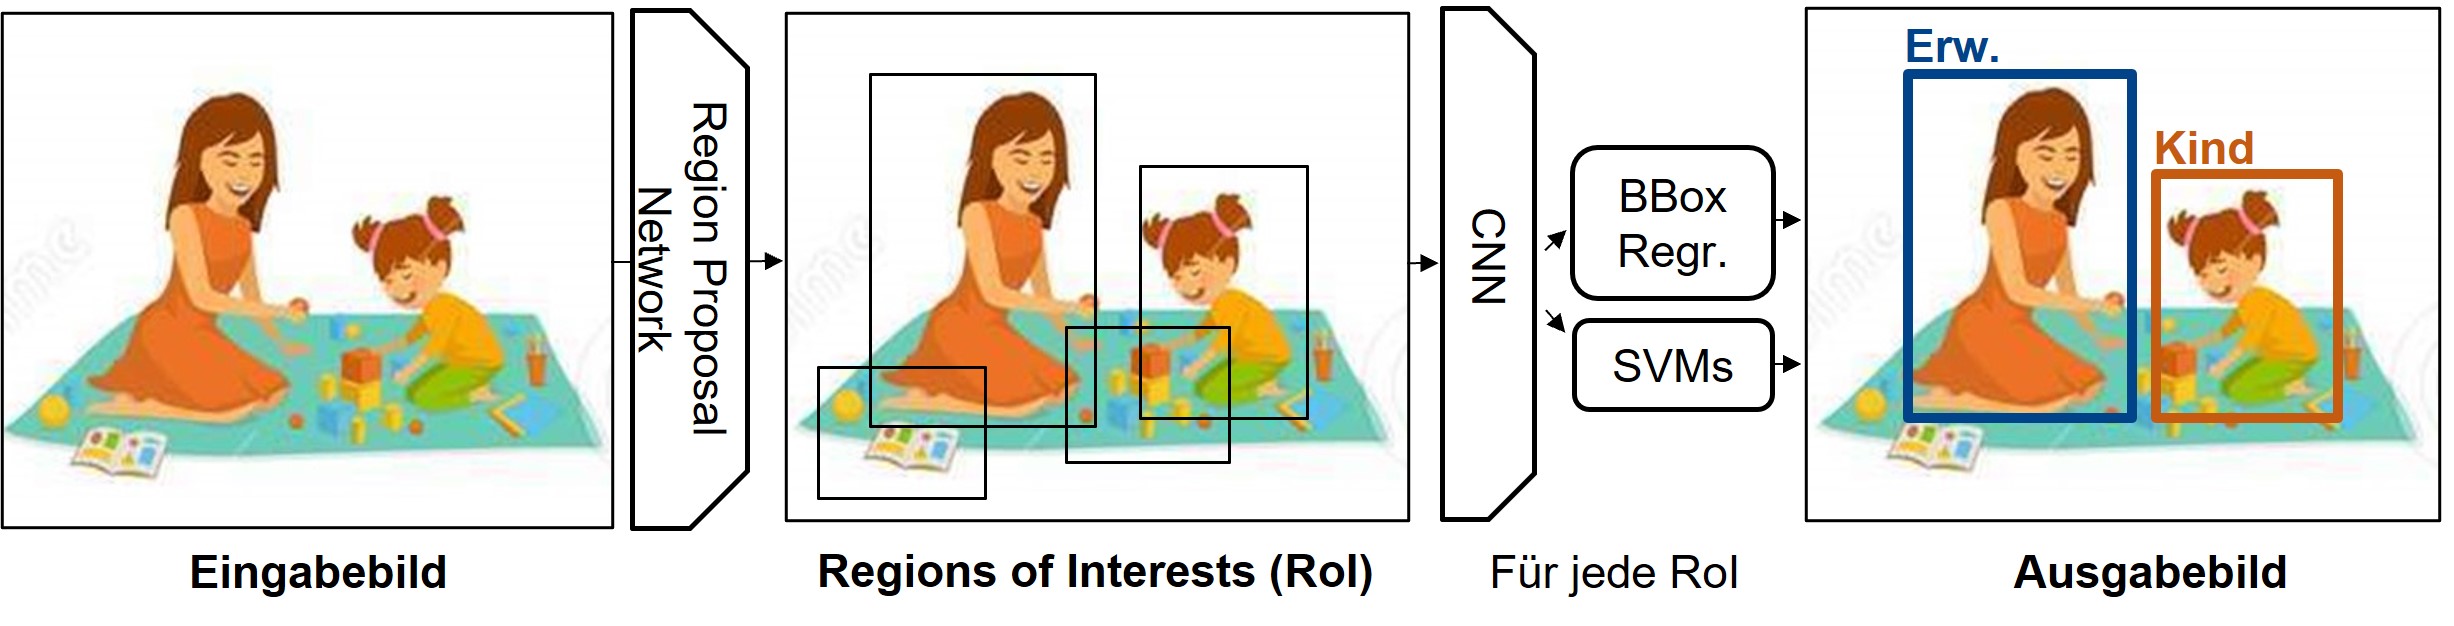 Region Proposal
Network
CNN
BBox
Regr.
SVMs
Erw.
Kind
Eingabebild
Regions of Interests (RoI)
Für jede RoI
Ausgabebild